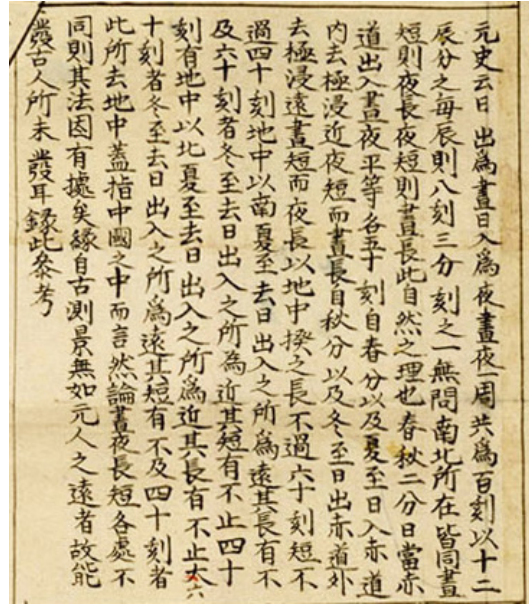 元史云日出爲晝日入爲夜晝夜一周共爲百刻以十二
辰分之每辰則八刻三分刻之一無問南北所在皆同晝
短則夜長夜短則晝長此自然之理也春秋二分日當赤
道出入晝夜平等各五十刻自春分以及夏至日入赤道
内去極浸近夜短而晝長自秋分以及冬至日出赤道外
去極浸遠晝短而夜長以地中揆之長不過六十刻短不
過四十刻地中以南夏至去日出入之所爲遠其長有不
及六十刻者冬至去日出入之所為近其短有不止四十
刻有地中以北夏至去日出入之所爲近其長有不止六
十刻者冬至去日出入之所爲遠其短有不及四十刻者
此所去地中蓋指中國之中而言然論晝夜長短各處不
同則其法固有據矣緣自古測景無如元人之遠者故能
發古人所未發耳錄此叅考